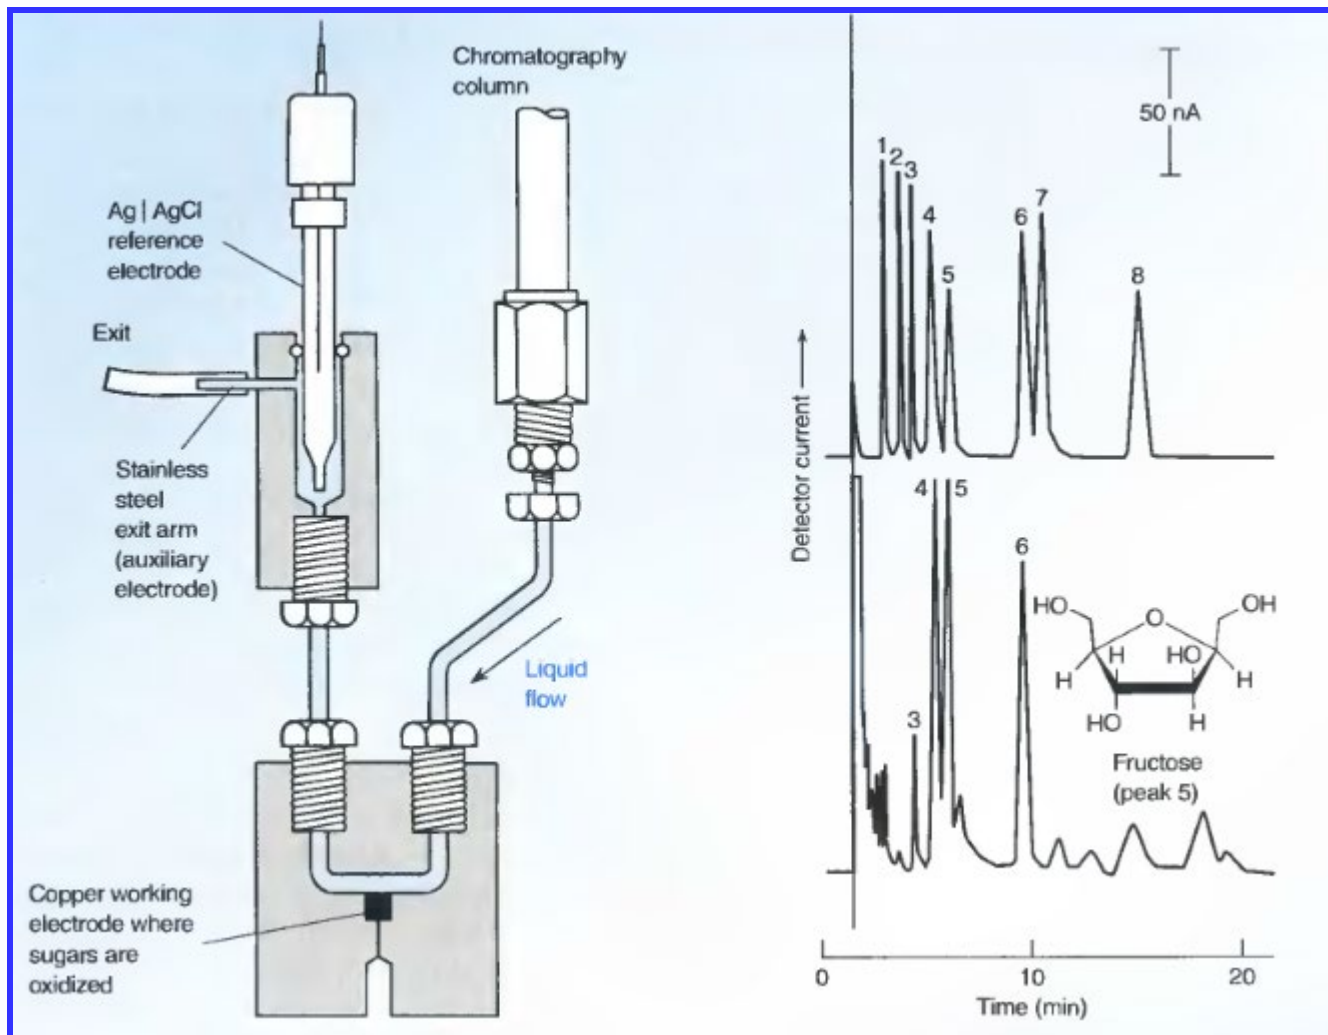 Chromatography
column
Ag | AgCl
reference
electrode
Exit
Stainless
steel
exit arm
(auxiliary
electrode)
Liquid
flow
Copper working
electrode where
sugars are
oxidized
50 nA
1
2
3
4
5
6
7
8
Detector current
4
5
3
6
HO
O
OH
H
H
HO
H
HO
H
Fructose
(peak 5)
0
10
20
Time (min)